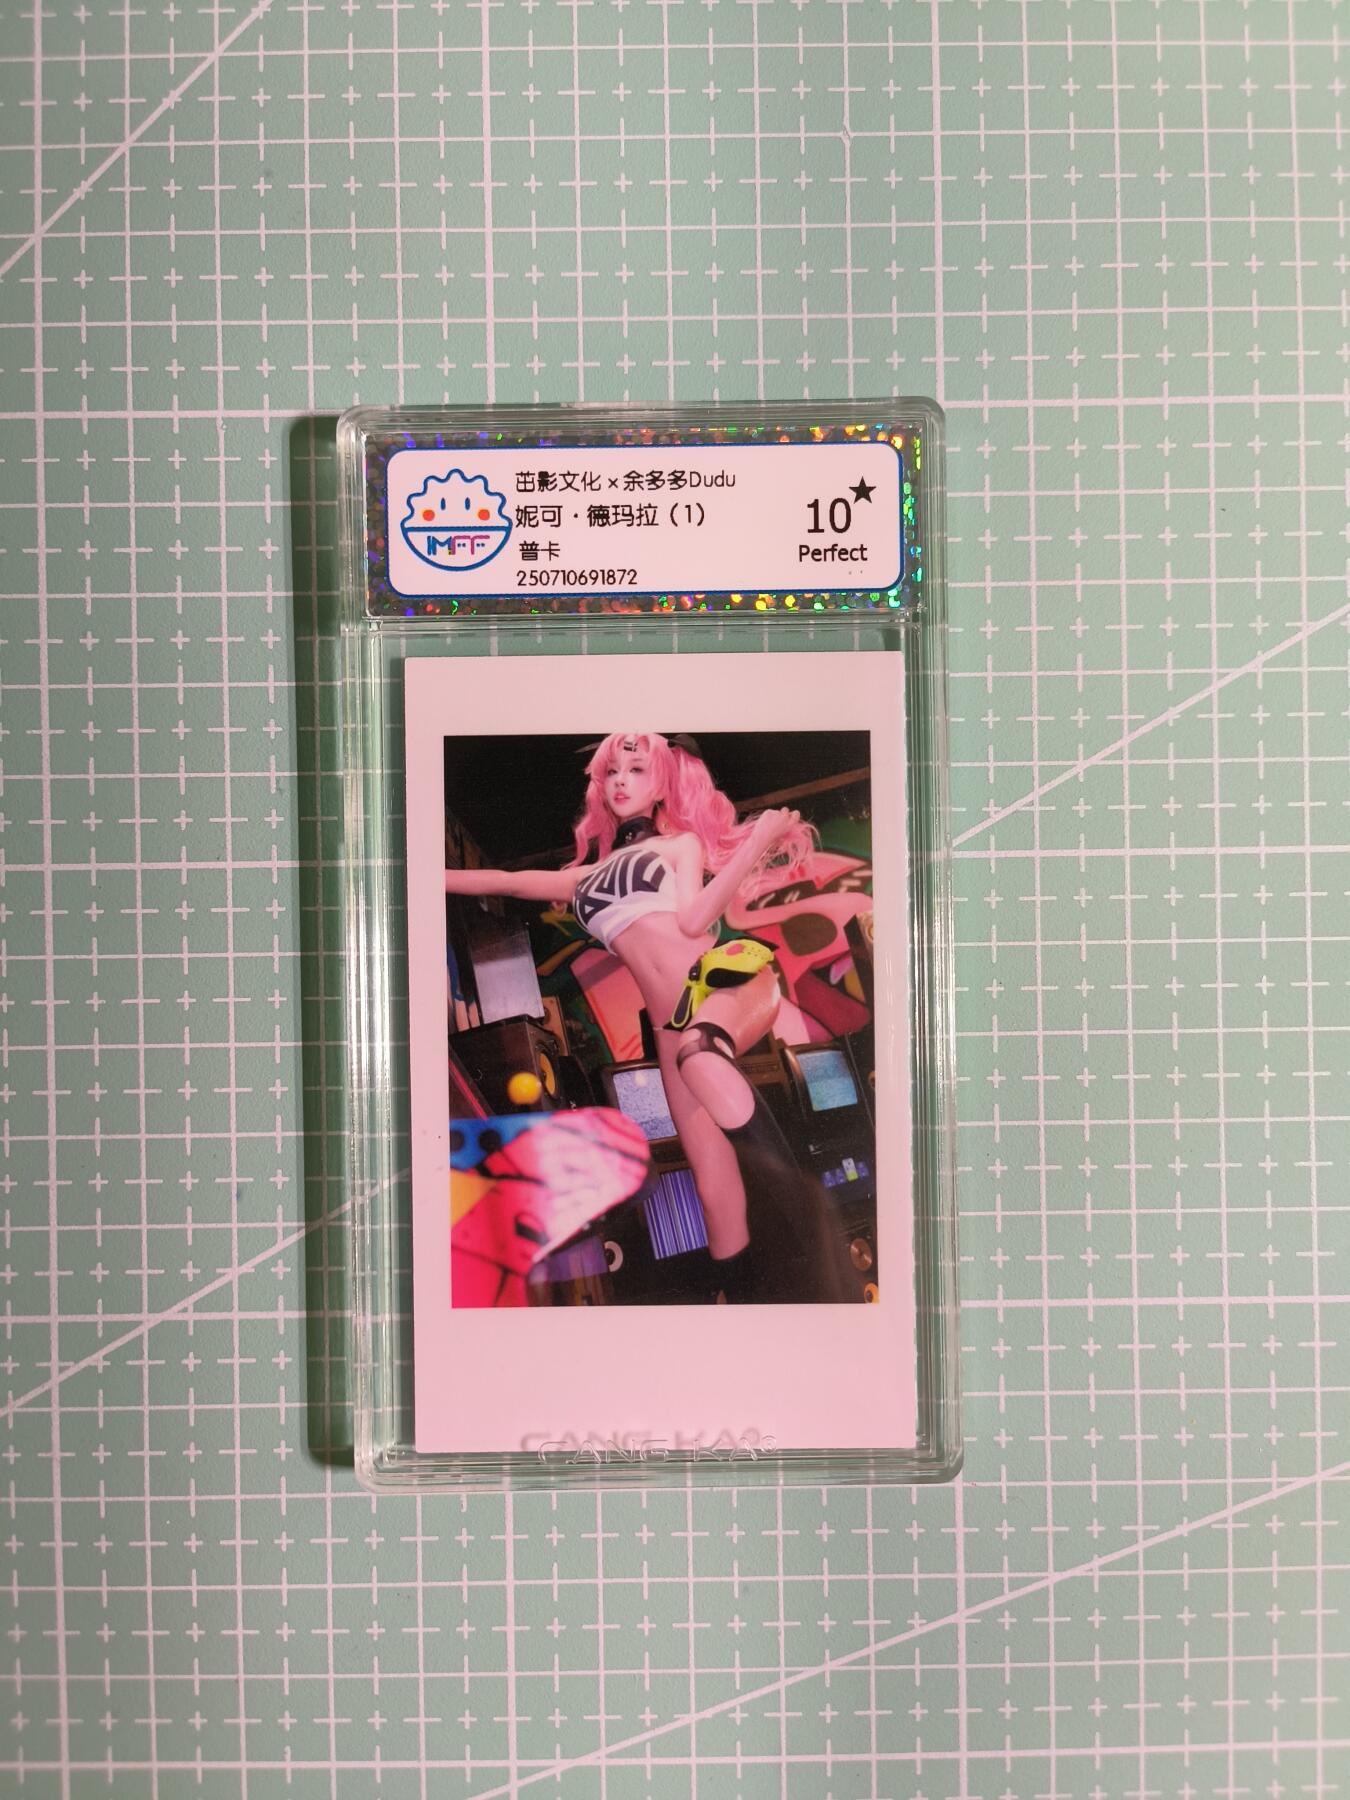 茁影文化×余多多Dudu
妮可·德玛拉（1）
普卡
250710691872
IMFF
10★
Perfect
CANG KA®